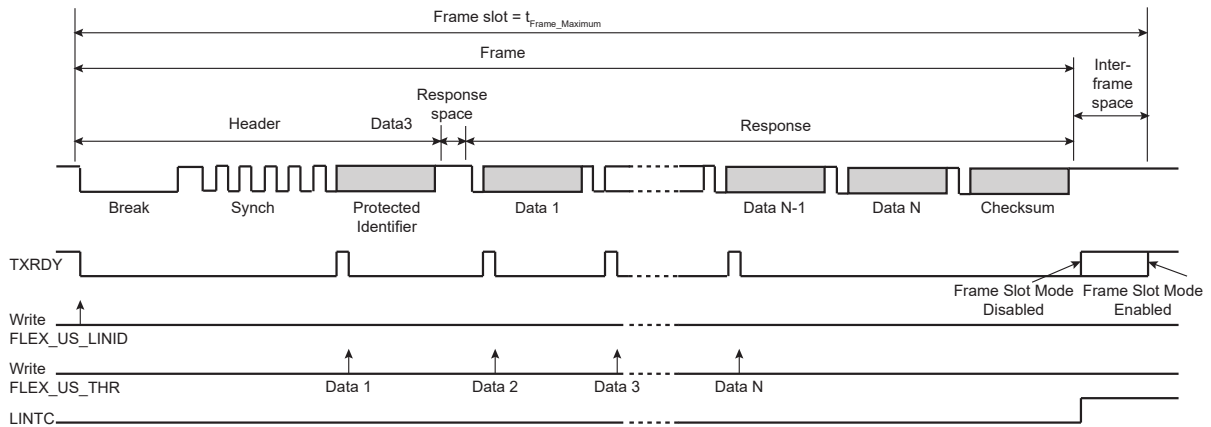 Frame slot = tFrame_Maximum
Frame
Inter-
frame
space
Response
space
Header
Data3
Response
Break
Synch
Protected
Identifier
Data 1
Data N-1
Data N
Checksum
TXRDY
Frame Slot Mode
Disabled
Frame Slot Mode
Enabled
Write
FLEX_US_LINID
Write
FLEX_US_THR
Data 1
Data 2
Data 3
Data N
LINTC